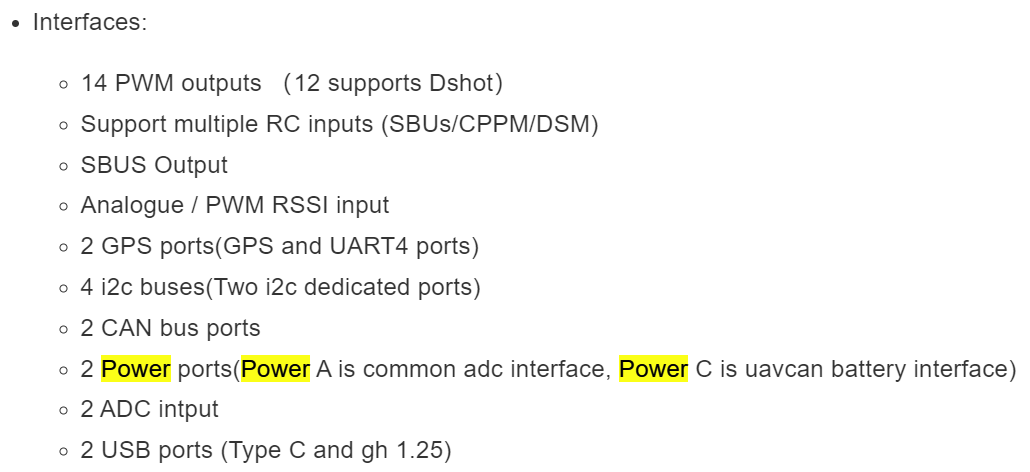 Interfaces:
14 PWM outputs （12 supports Dshot）
Support multiple RC inputs (SBUs/CPPM/DSM)
SBUS Output
Analogue / PWM RSSI input
2 GPS ports(GPS and UART4 ports)
4 i2c buses(Two i2c dedicated ports)
2 CAN bus ports
2 Power ports(Power A is common adc interface, Power C is uavcan battery interface)
2 ADC intput
2 USB ports (Type C and gh 1.25)